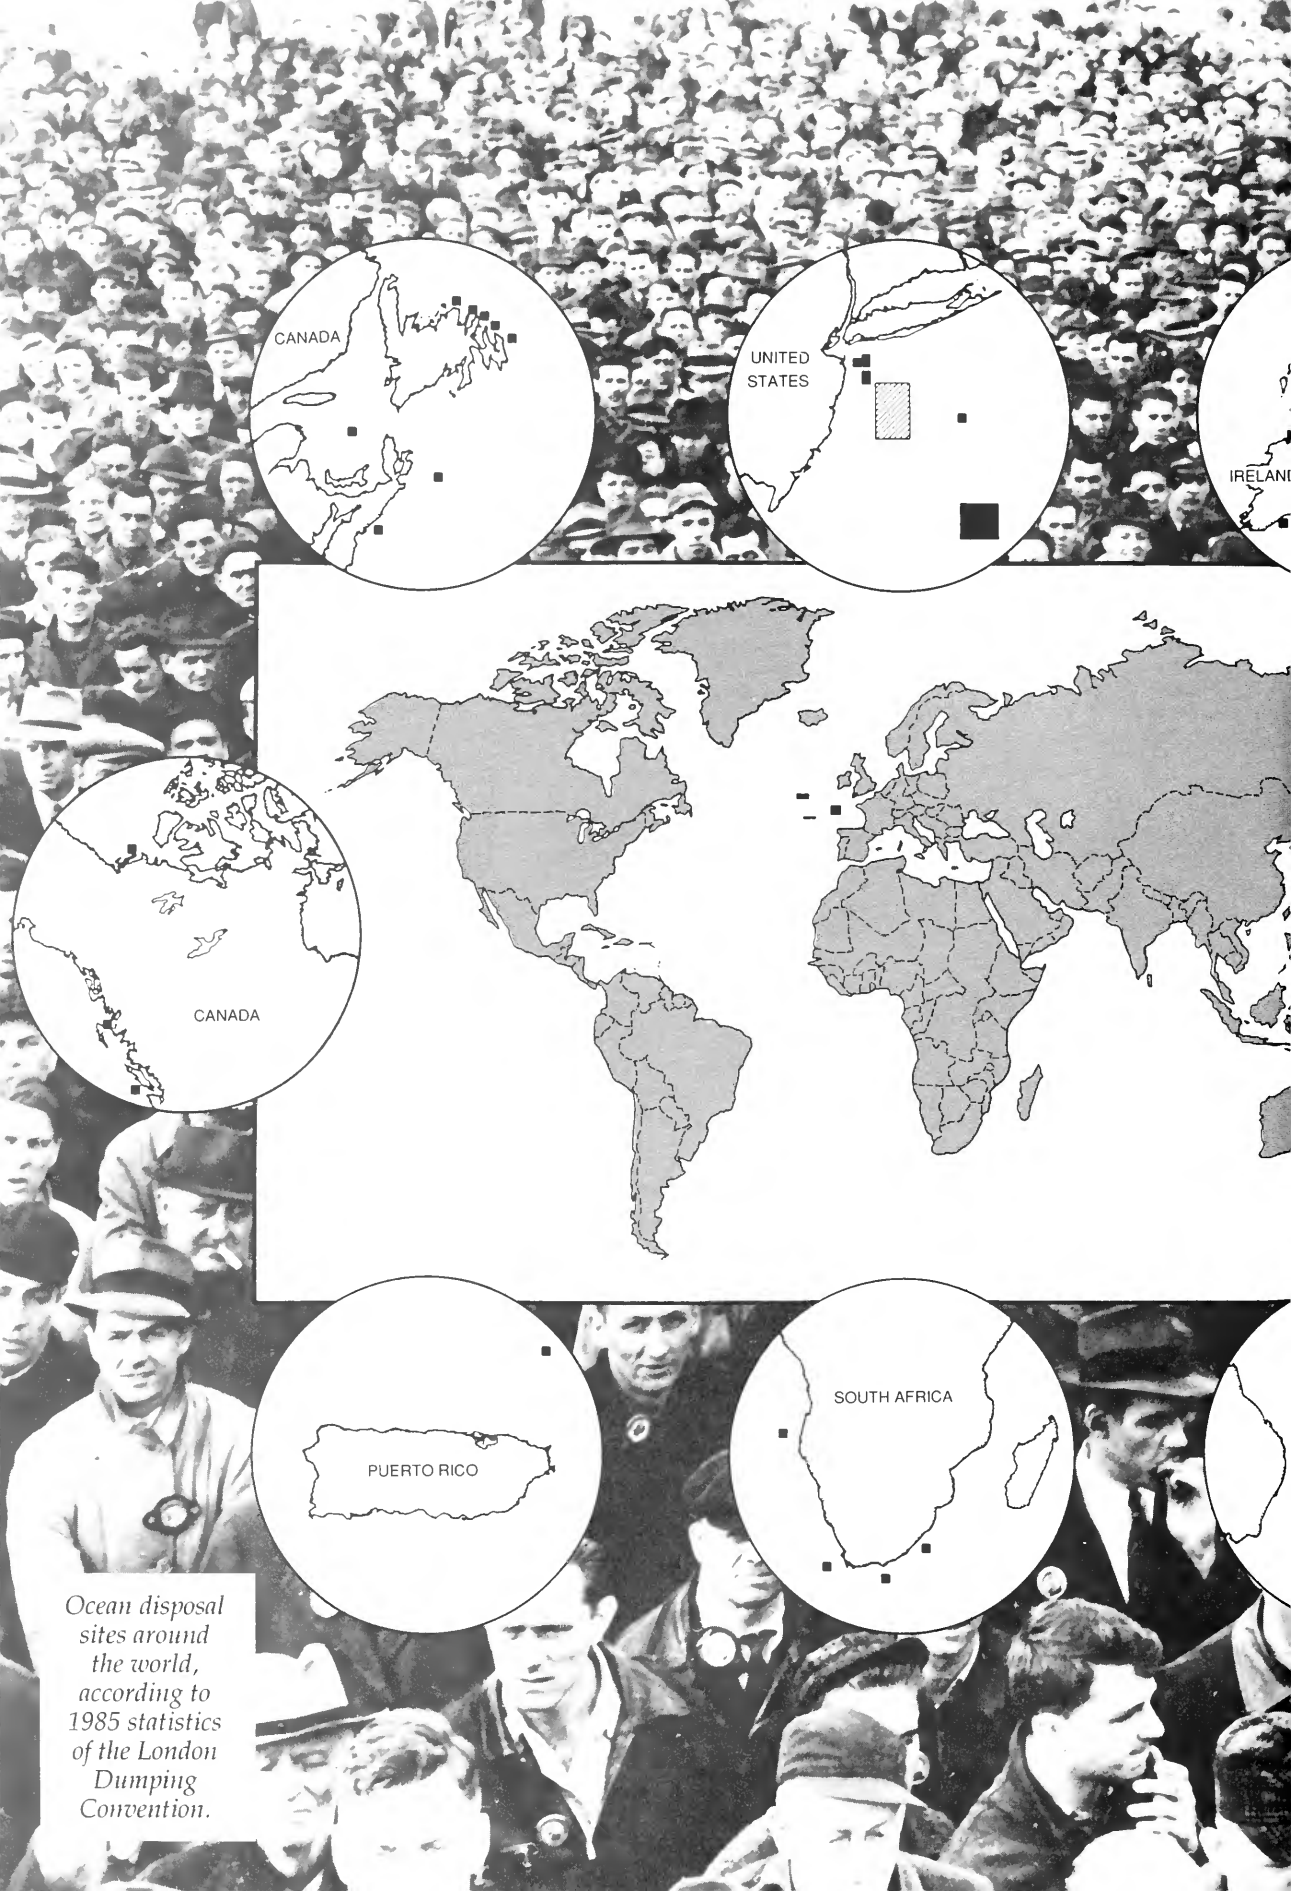 CANADA
UNITED
STATES
IRELAND
CANADA
PUERTO RICO
SOUTH AFRICA
Ocean disposal
sites around
the world,
according to
1985 statistics
of the London
Dumping
Convention.